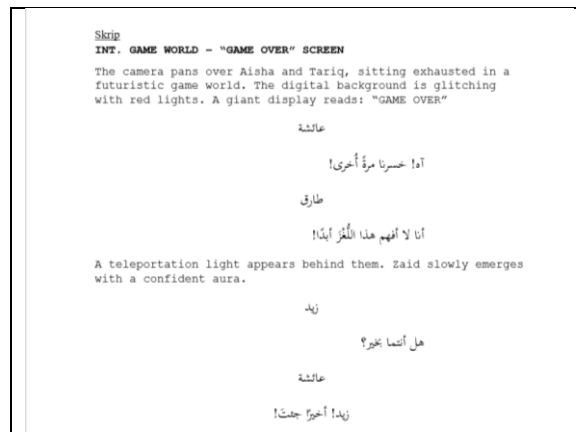 Skrip
INT. GAME WORLD – “GAME OVER” SCREEN
The camera pans over Aisha and Tariq, sitting exhausted in a
futuristic game world. The digital background is glitching
with red lights. A giant display reads: “GAME OVER”
عائشة
آه! خسرنا مرةً أُخرى!
طارق
أنا لا أفهم هذا اللُّغْزَ أبدًا!
A teleportation light appears behind them. Zaid slowly emerges
with a confident aura.
زيد
هل أنتما بخير؟
عائشة
زيد! أخيرًا جئتَ!